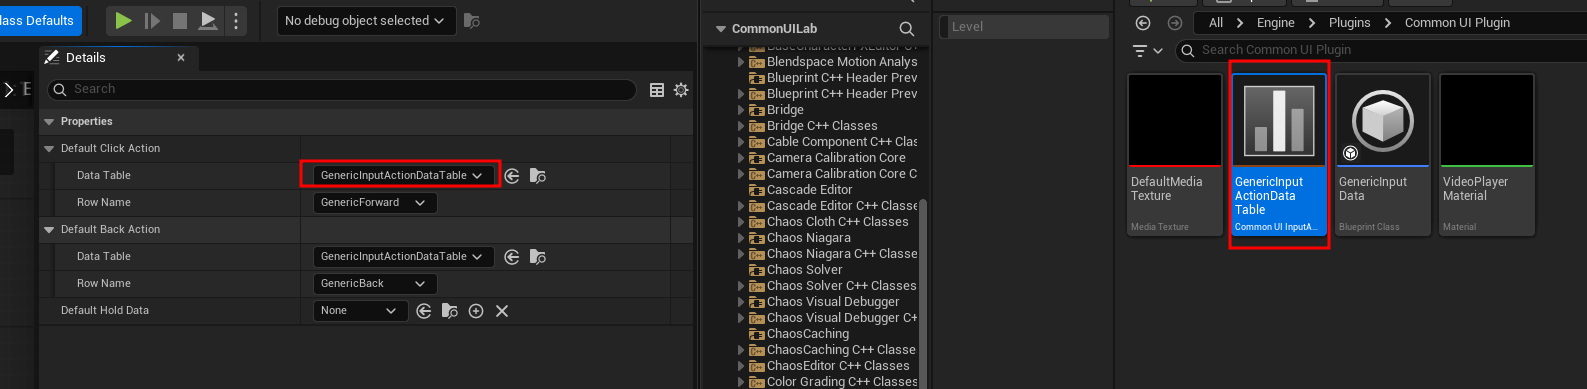 lass Defaults
No debug object selected
Details
Search
Properties
Default Click Action
Data Table
GenericInputActionDataTable
Row Name
GenericForward
Default Back Action
Data Table
GenericInputActionDataTable
Row Name
GenericBack
Default Hold Data
None
CommonUILab
Blendspace Motion Analys
Blueprint C++ Header Prev
Blueprint C++ Header Prev
Bridge
Bridge C++ Classes
Cable Component C++ Clas
Camera Calibration Core
Camera Calibration Core C
Cascade Editor
Cascade Editor C++ Classe
Chaos Cloth C++ Classes
Chaos Niagara
Chaos Niagara C++ Classe
Chaos Solver
Chaos Solver C++ Classes
Chaos Visual Debugger
Chaos Visual Debugger C+
ChaosCaching
ChaosCaching C++ Classe
ChaosEditor C++ Classes
Color Grading C++ Classes
Level
All > Engine > Plugins > Common UI Plugin
Search Common UI Plugin
DefaultMedia
Texture
Media Texture
GenericInput
ActionData
Table
Common UI InputA...
GenericInput
Data
Blueprint Class
VideoPlayer
Material
Material